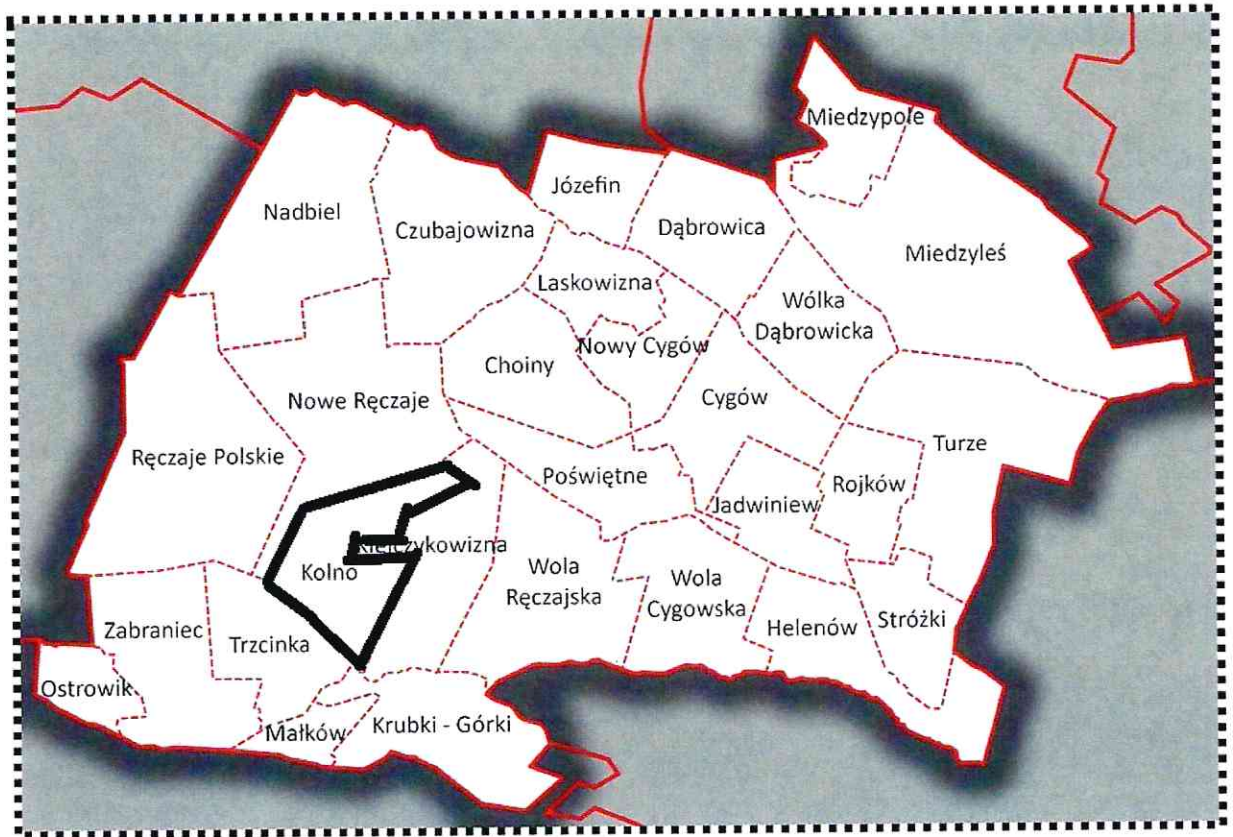 Miedzypole
Józefin
Nadbiel
Dąbrowica
Czubajowizna
Miedzyleś
Laskowizna
Wólka
Dąbrowicka
Nowy Cygów
Choiny
Nowe Ręczaje
Cygów
Turze
Ręczaje Polskie
Poświętne
Rojków
Jadwiniew
Kielczykowizna
Kolno
Wola
Ręczajska
Wola
Cygowska
Stróżki
Helenów
Zabraniec
Trzcinka
Ostrowik
Małków
Krubki - Górki